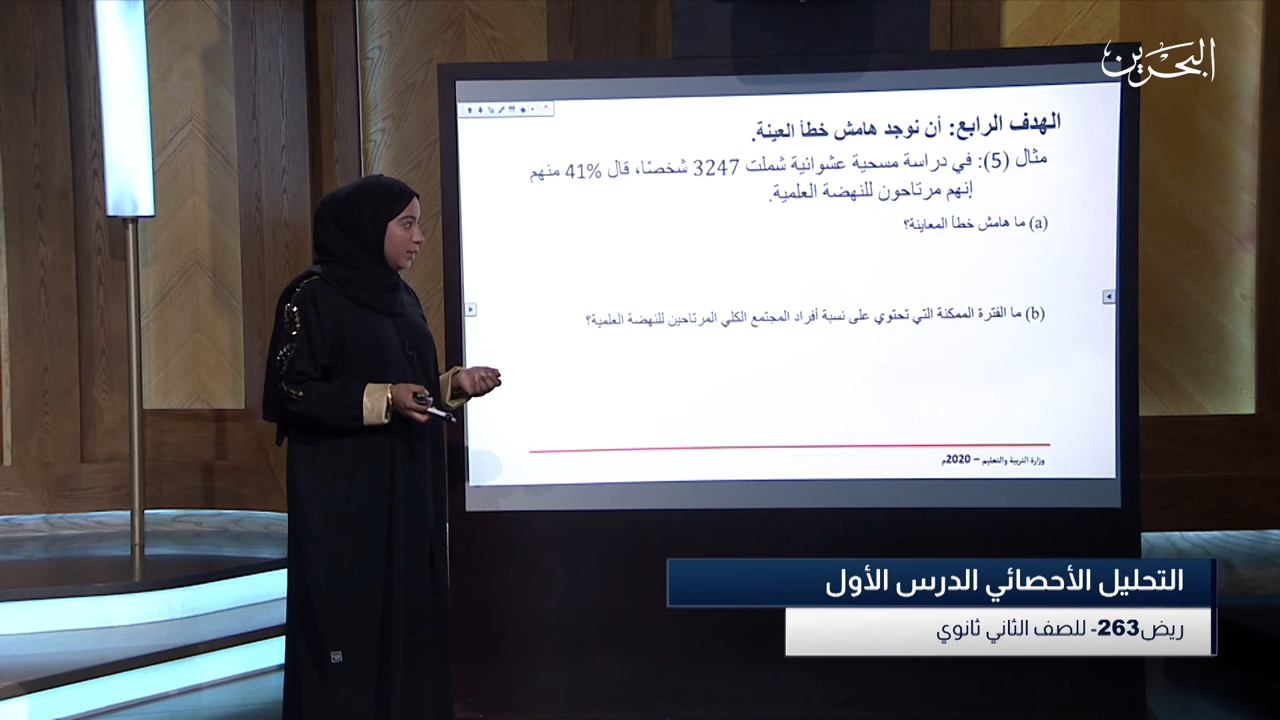 البحرين
الهدف الرابع: أن نوجد هامش خطأ العينة.
مثال (5): في دراسة مسحية عشوائية شملت 3247 شخصًا، قال 41% منهم
إنهم مرتاحون للنهضة العلمية.
(a) ما هامش خطأ المعاينة؟
(b) ما الفترة الممكنة التي تحتوي على نسبة أفراد المجتمع الكلي المرتاحين للنهضة العلمية؟
وزارة التربية والتعليم – 2020م
التحليل الأحصائي الدرس الأول
ريض263- للصف الثاني ثانوي